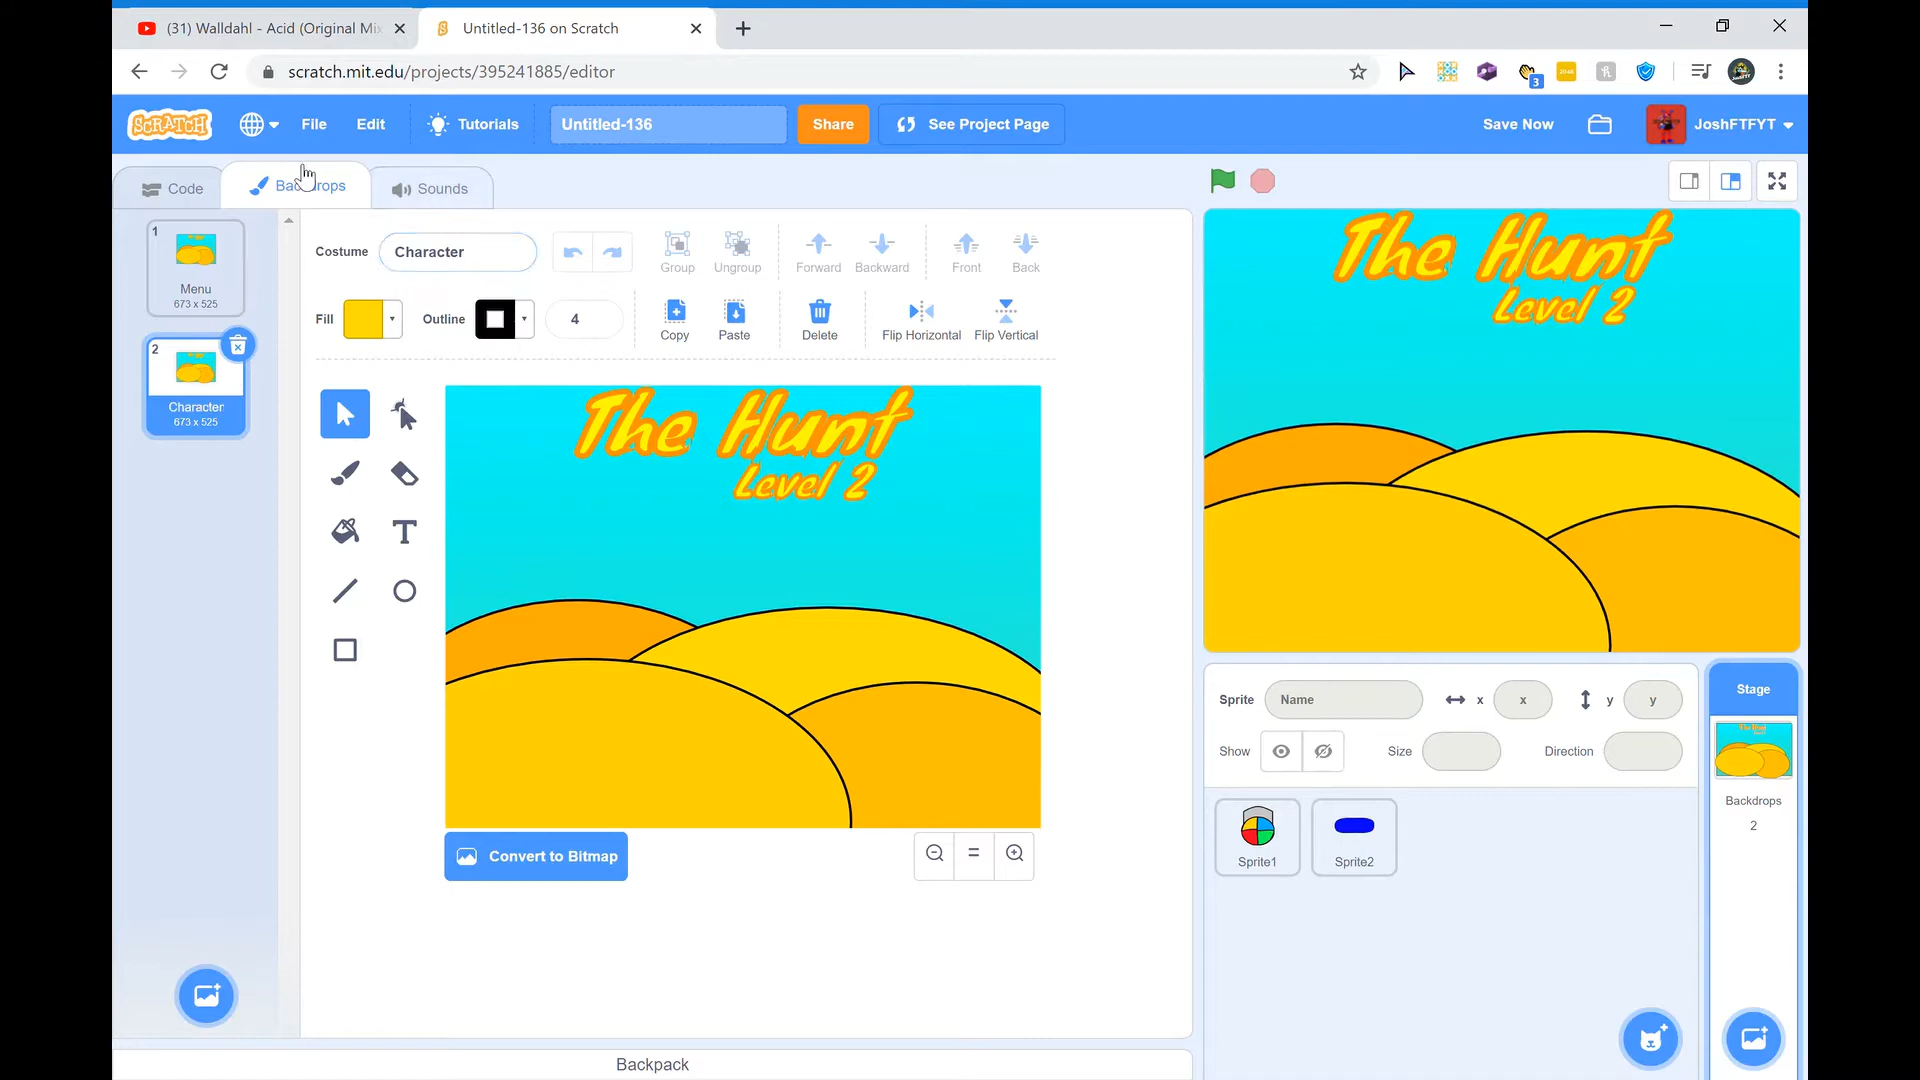 (31) Walldahl - Acid (Original Mix
Untitled-136 on Scratch
scratch.mit.edu/projects/395241885/editor
3
SCRATCH
File
Edit
Tutorials
Untitled-136
Share
See Project Page
Save Now
JoshFTFYT
Code
Backdrops
Sounds
1
Menu
673 x 525
2
Character
673 x 525
Costume
Character
Group
Ungroup
Forward
Backward
Front
Back
Fill
Outline
4
Copy
Paste
Delete
Flip Horizontal
Flip Vertical
The Hunt
Level 2
Convert to Bitmap
The Hunt
Level 2
Sprite
Name
x
x
y
y
Show
Size
Direction
Sprite1
Sprite2
Stage
Backdrops
2
Backpack